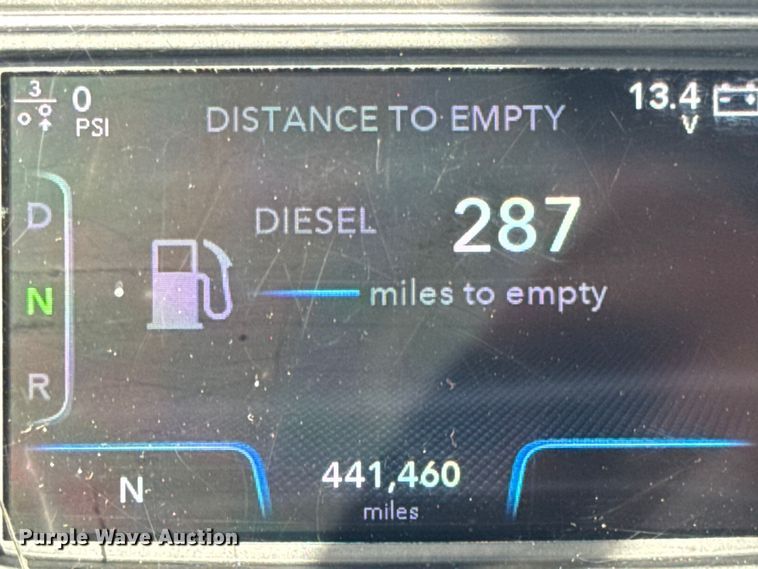 3
0
PSI
DISTANCE TO EMPTY
13.4
V
D
DIESEL 287
N
miles to empty
R
441,460
N
miles
Purple Wave Auction